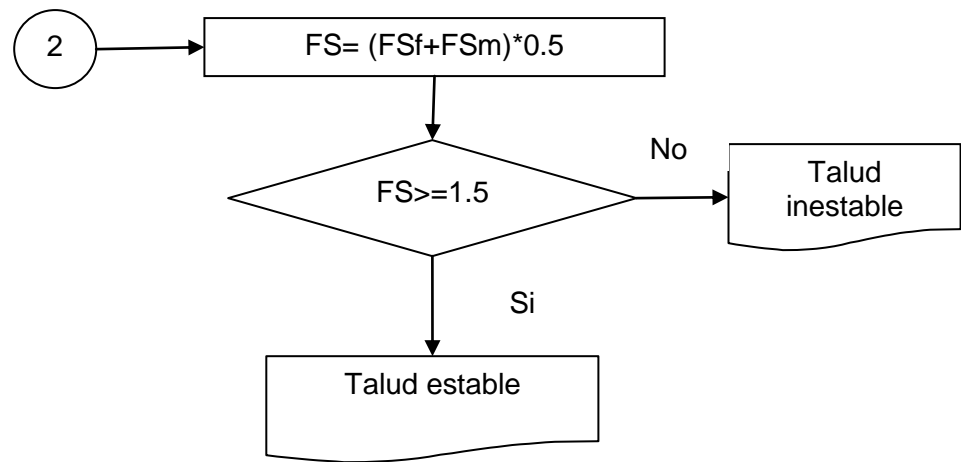 2
FS= (FSf+FSm)*0.5
FS>=1.5
No
Talud
inestable
Si
Talud estable